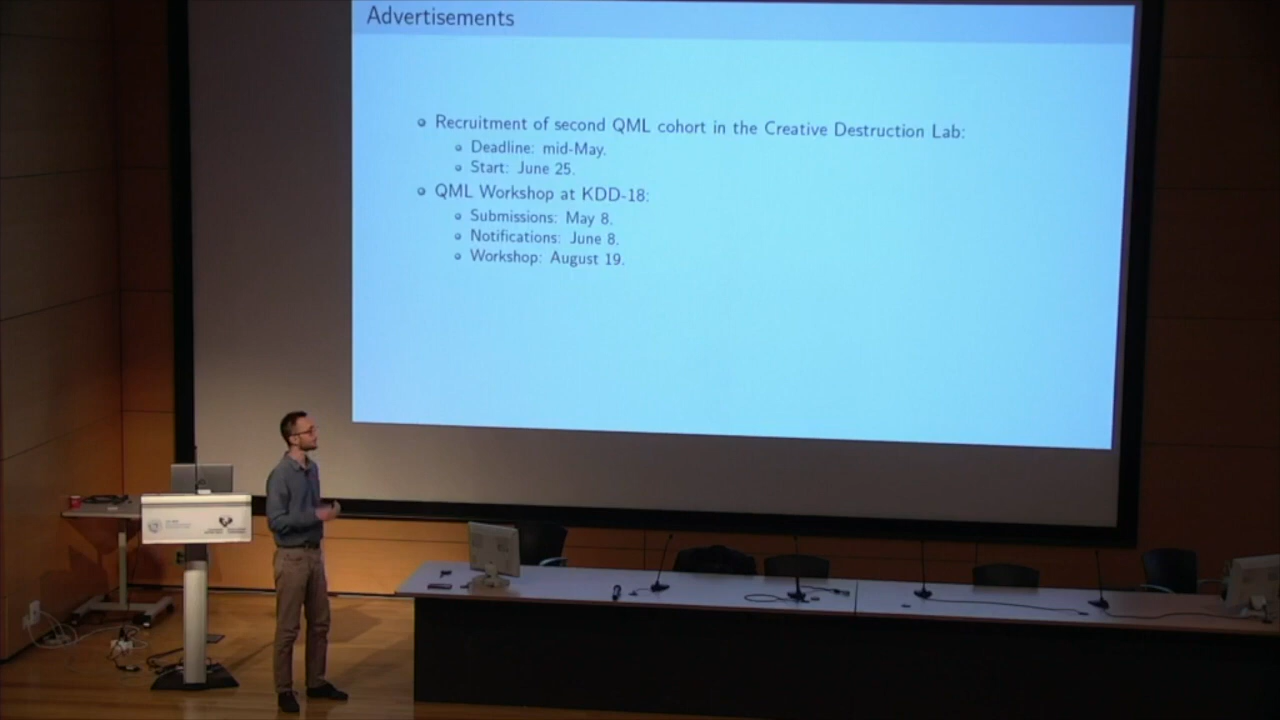 Advertisements
Recruitment of second QML cohort in the Creative Destruction Lab:
Deadline: mid-May.
Start: June 25.
QML Workshop at KDD-18:
Submissions: May 8.
Notifications: June 8.
Workshop: August 19.